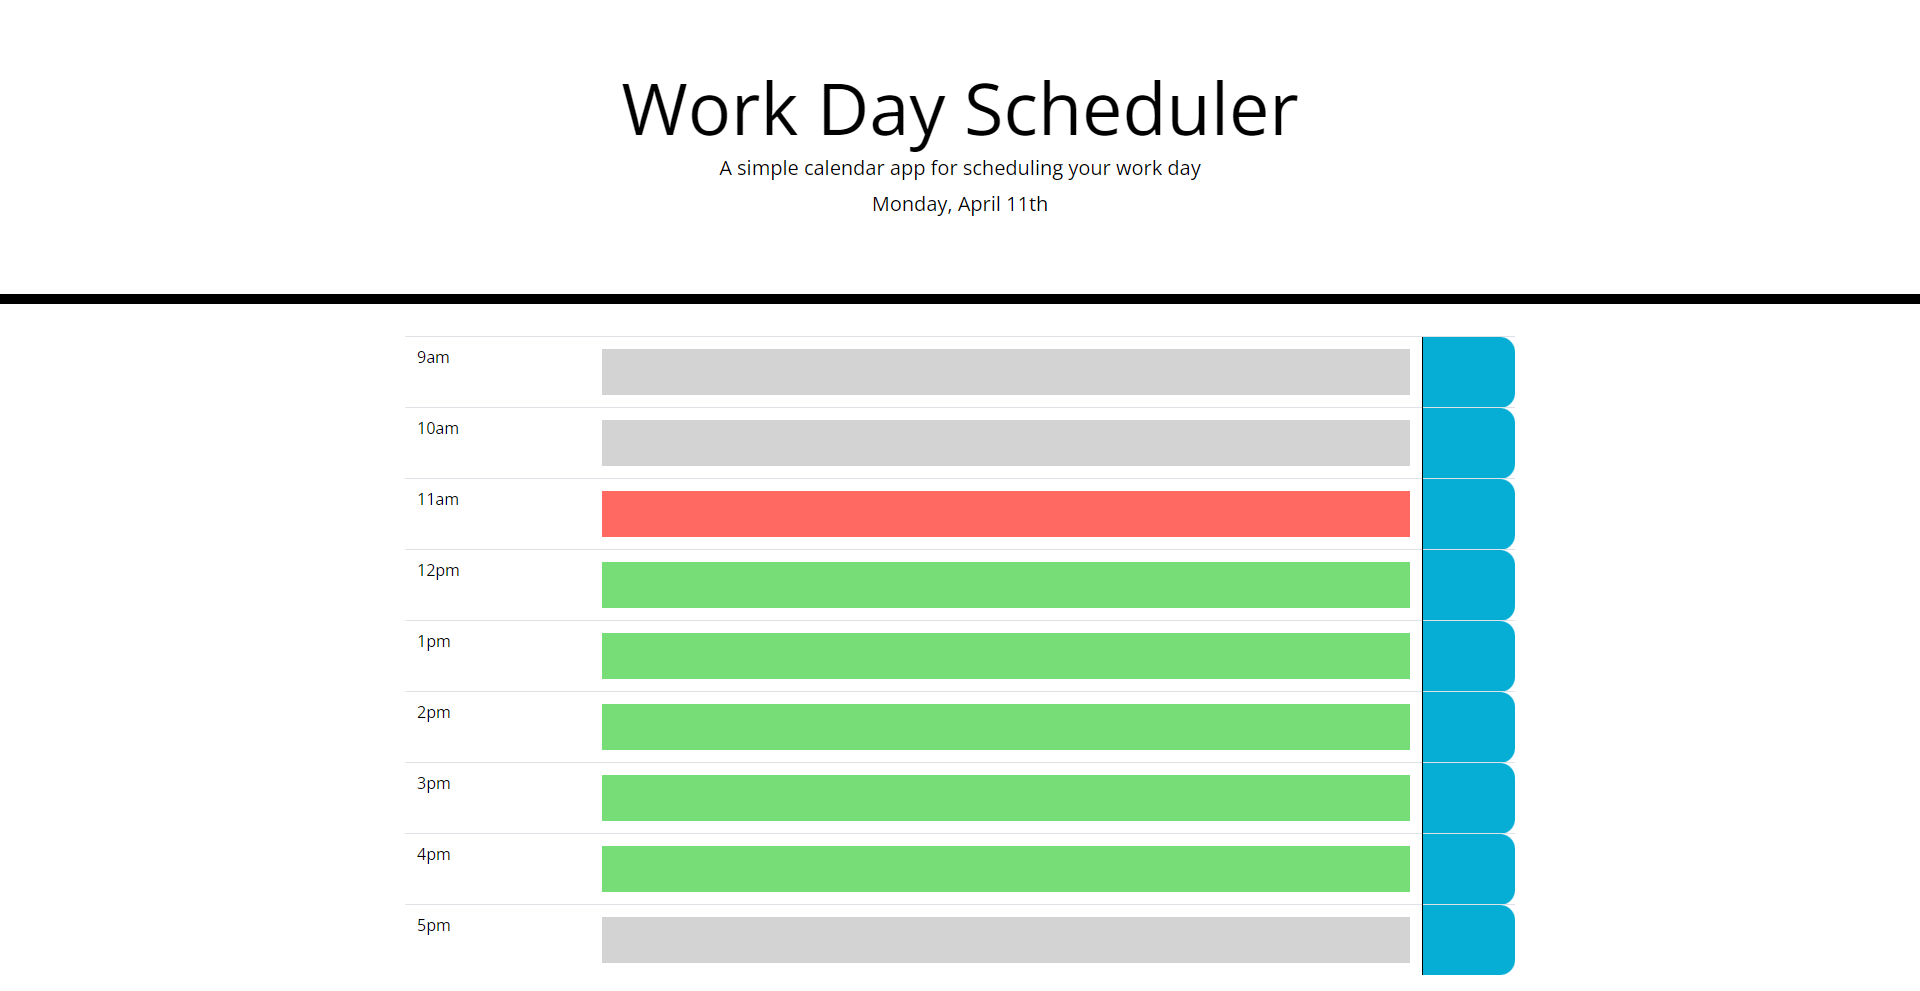 Work Day Scheduler
A simple calendar app for scheduling your work day
Monday, April 11th
9am
10am
11am
12pm
1pm
2pm
3pm
4pm
5pm